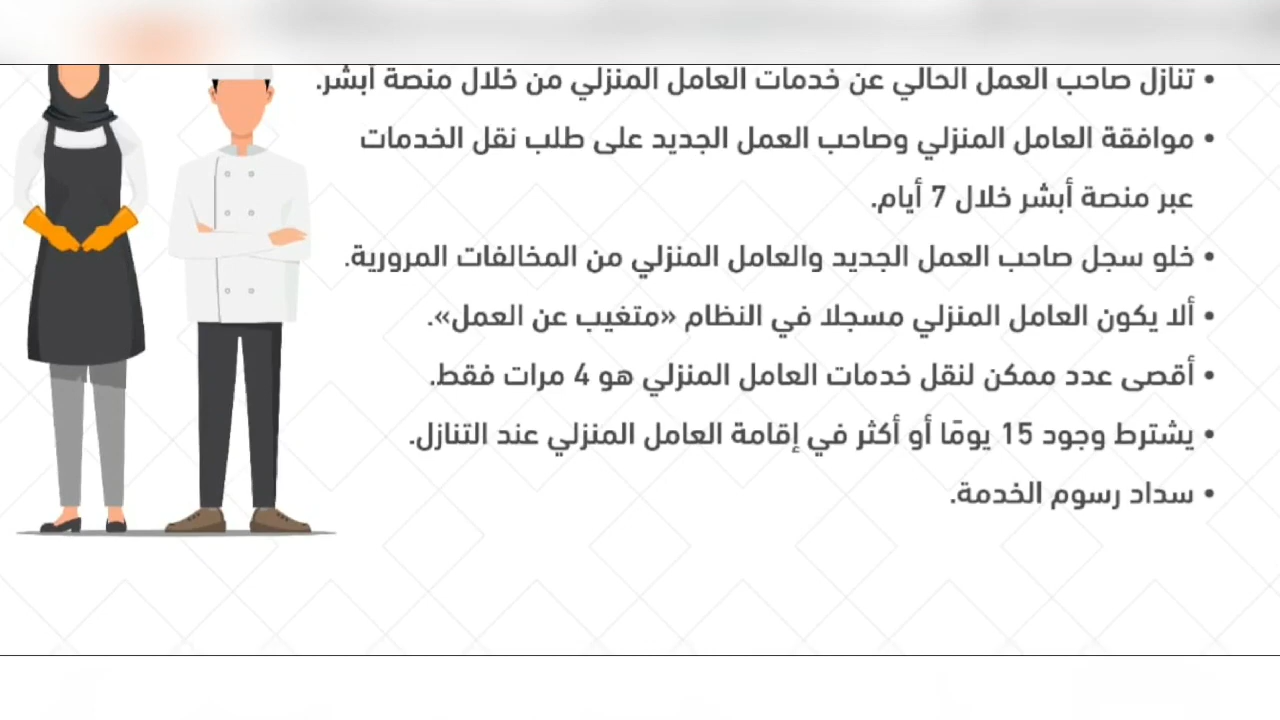 • تنازل صاحب العمل الحالي عن خدمات العامل المنزلي من خلال منصة أبشر.
• موافقة العامل المنزلي وصاحب العمل الجديد على طلب نقل الخدمات
عبر منصة أبشر خلال 7 أيام.
• خلو سجل صاحب العمل الجديد والعامل المنزلي من المخالفات المرورية.
• ألا يكون العامل المنزلي مسجلا في النظام «متغيب عن العمل».
• أقصى عدد ممكن لنقل خدمات العامل المنزلي هو 4 مرات فقط.
• يشترط وجود 15 يومًا أو أكثر في إقامة العامل المنزلي عند التنازل.
• سداد رسوم الخدمة.